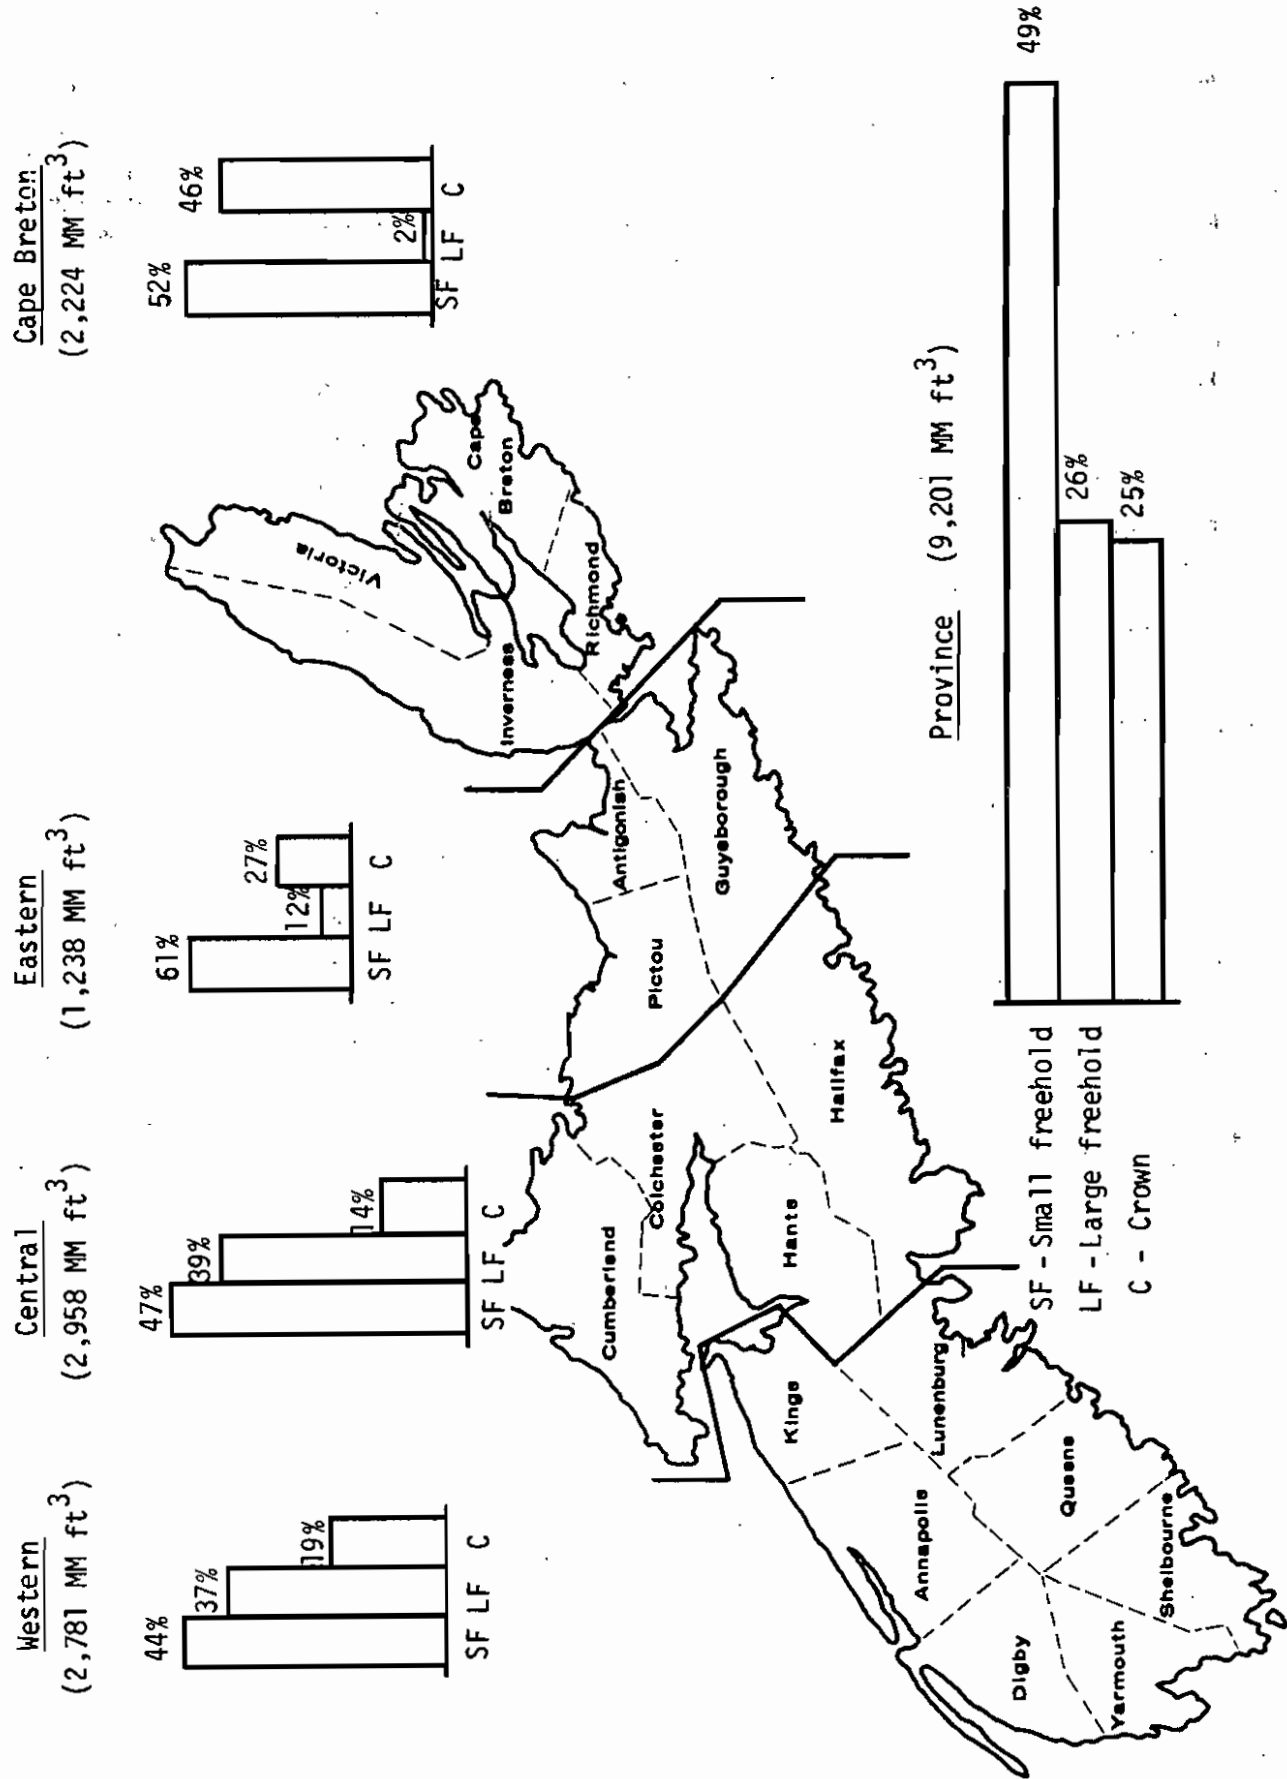 Western
(2,781 MM ft³)
44%
37%
19%
SF LF C
Central
(2,958 MM ft³)
47%
39%
14%
SF LF C
Eastern
(1,238 MM ft³)
61%
12%
27%
SF LF C
Cape Breton
(2,224 MM ft³)
52%
2%
46%
SF LF C
Victoria
Inverness
Cape
Breton
Richmond
Antigonish
Guysborough
Pictou
Colchester
Cumberland
Halifax
Hants
Kings
Lunenburg
Annapolis
Queens
Digby
Shelbourne
Yarmouth
Province (9,201 MM ft³)
SF - Small freehold
49%
LF - Large freehold
26%
C - Crown
25%